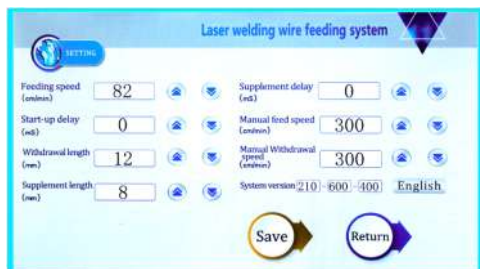 Laser welding wire feeding system
SETTING
Feeding speed
(cm/min)
82
Supplement delay
(mS)
0
Start-up delay
(mS)
0
Manual feed speed
(cm/min)
300
Withdrawal length
(mm)
12
Manual Withdrawal
speed
(cm/min)
300
Supplement length
(mm)
8
System version 210 - 600 - 400 English
Save
Return